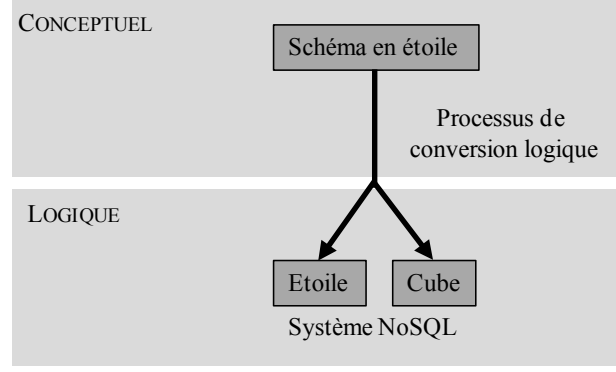 CONCEPTUEL
Schéma en étoile
Processus de
conversion logique
LOGIQUE
Etoile
Cube
Système NoSQL